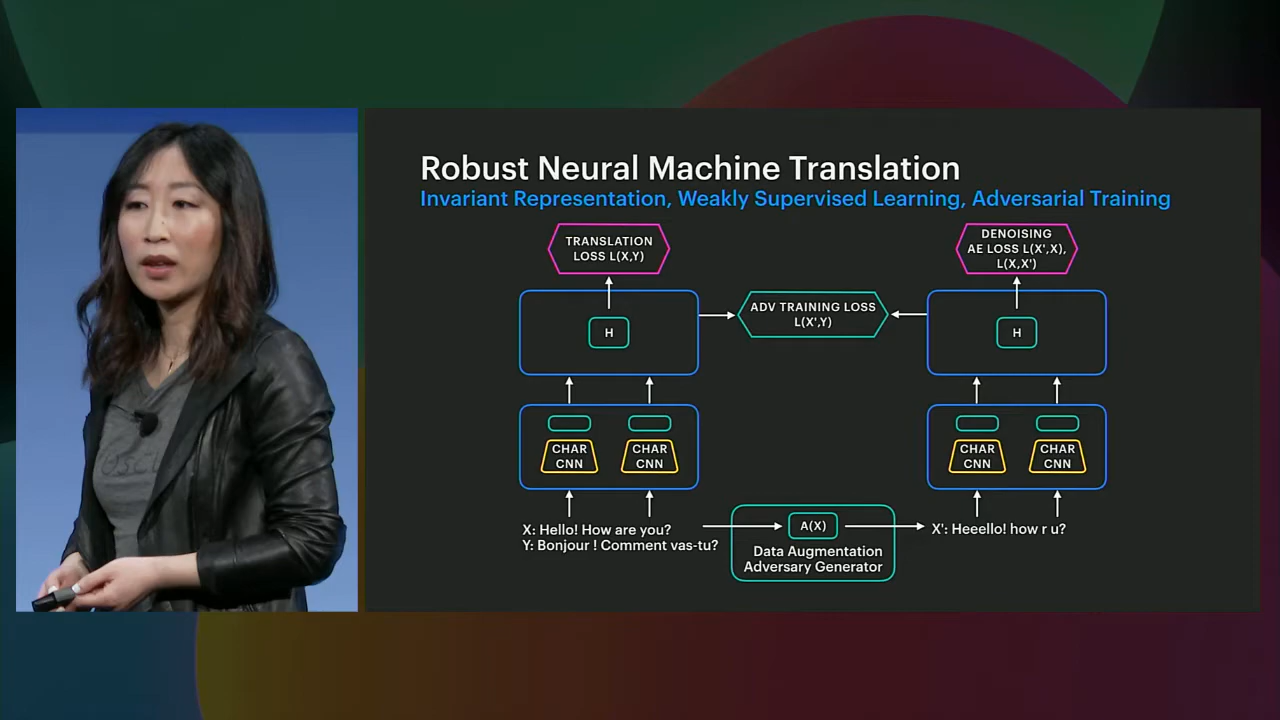 Robust Neural Machine Translation
Invariant Representation, Weakly Supervised Learning, Adversarial Training
TRANSLATION
LOSS L(X,Y)
DENOISING
AE LOSS L(X',X),
L(X,X')
ADV TRAINING LOSS
L(X',Y)
H
H
CHAR
CNN
CHAR
CNN
CHAR
CNN
CHAR
CNN
X: Hello! How are you?
Y: Bonjour ! Comment vas-tu?
A(X)
Data Augmentation
Adversary Generator
X': Heeello! how r u?